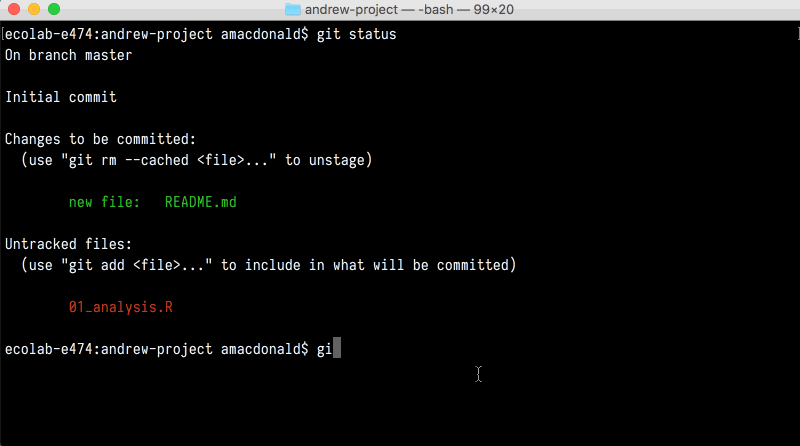 andrew-project — -bash — 99×20
[ecolab-e474:andrew-project amacdonald$ git status
On branch master
Initial commit
Changes to be committed:
(use "git rm --cached <file>..." to unstage)
new file: README.md
Untracked files:
(use "git add <file>..." to include in what will be committed)
01_analysis.R
ecolab-e474:andrew-project amacdonald$ gi